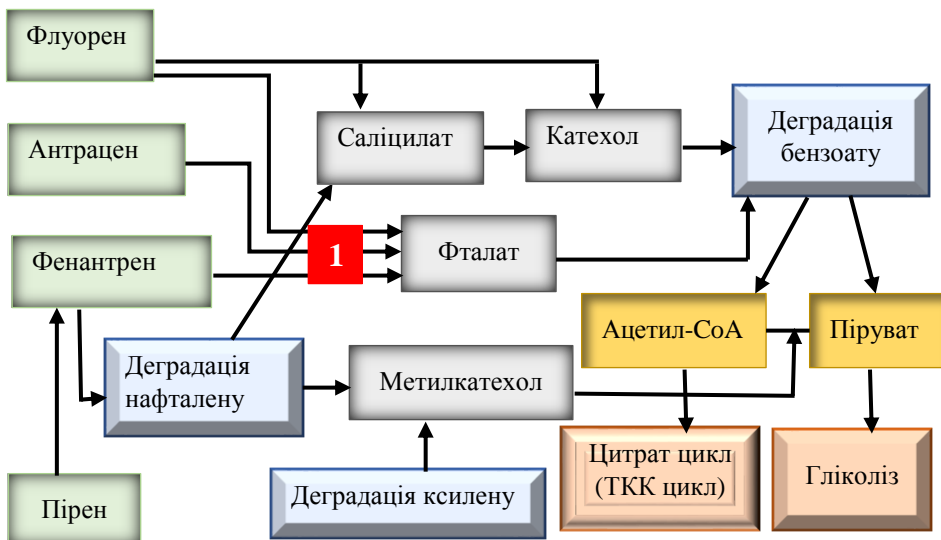 Флуорен
Антрацен
Фенантрен
Пірен
Саліцилат
Катехол
Деградація
бензоату
1
Фталат
Деградація
нафталену
Метилкатехол
Деградація ксилену
Ацетил-CoA
Піруват
Цитрат цикл
(ТКК цикл)
Гліколіз